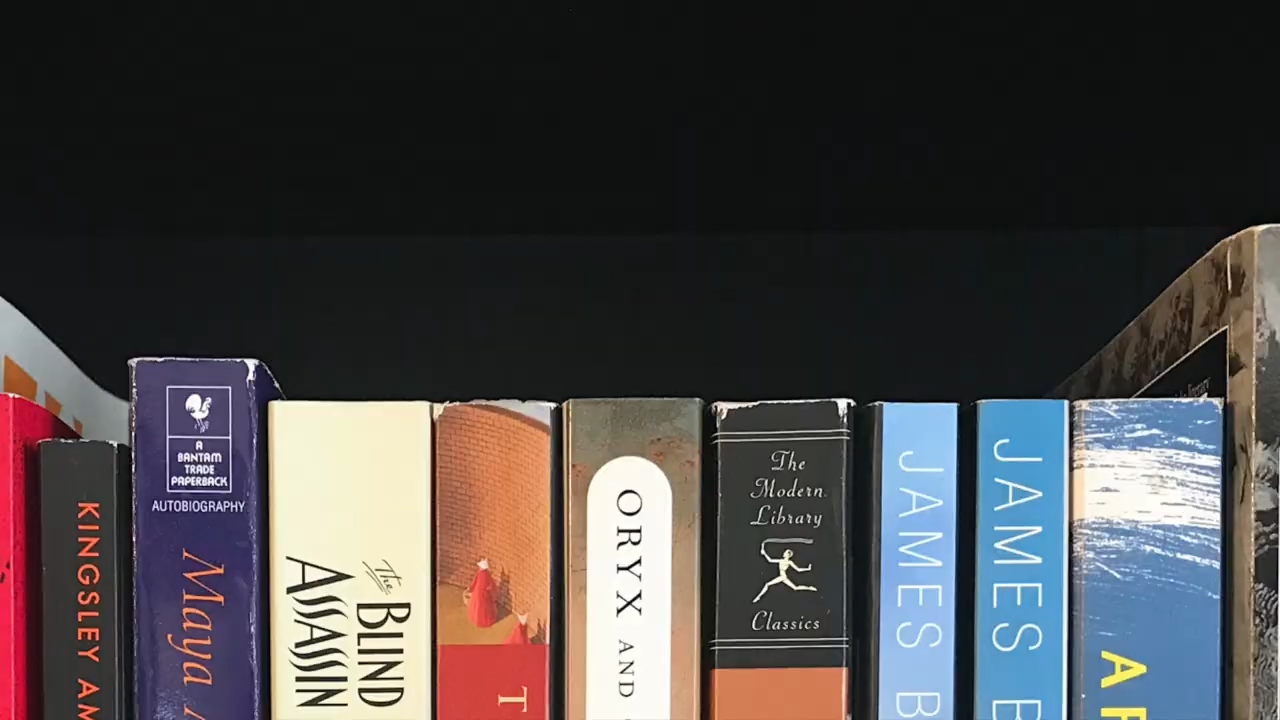 KINGSLEY AM
A
BANTAM
TRADE
PAPERBACK
AUTOBIOGRAPHY
Maya
The BLIND
ASSASSIN
T
ORYX AND
The
Modern
Library
Classics
JAMES B
JAMES B
A F